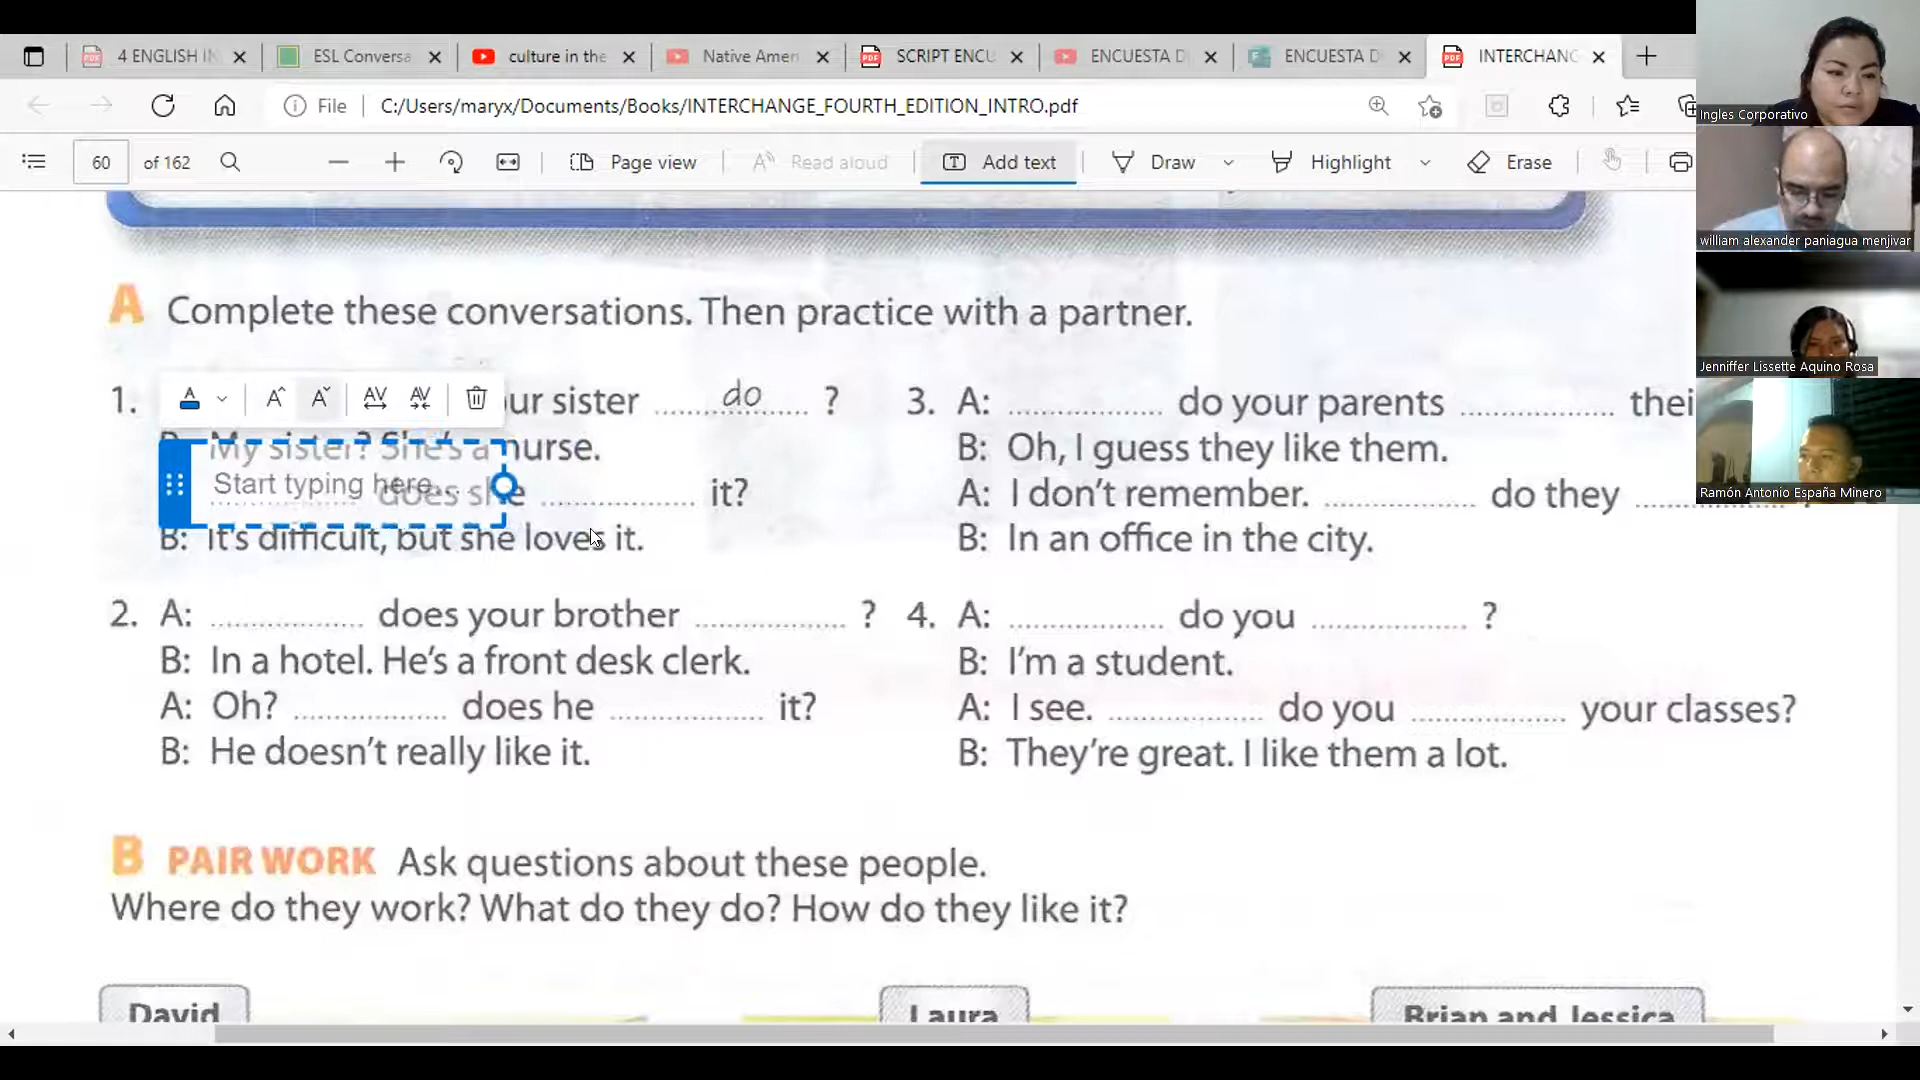 4 ENGLISH IN
ESL Conversa
culture in the
Native Amer
SCRIPT ENCU
ENCUESTA D
ENCUESTA D
INTERCHANG
File
C:/Users/maryx/Documents/Books/INTERCHANGE_FOURTH_EDITION_INTRO.pdf
60 of 162
Page view
Read aloud
Add text
Draw
Highlight
Erase
Ingles Corporativo
william alexander paniagua menjivar
Jenniffer Lissette Aquino Rosa
Ramón Antonio España Minero
A Complete these conversations. Then practice with a partner.
1. ur sister do ?
B: My sister? She's a nurse.
Start typing here...
does she ............ it?
B: It's difficult, but she loves it.
2. A: ............ does your brother ............ ?
B: In a hotel. He's a front desk clerk.
A: Oh? ............ does he ............ it?
B: He doesn't really like it.
3. A: ............ do your parents ............ thei
B: Oh, I guess they like them.
A: I don't remember. ............ do they ............ ?
B: In an office in the city.
4. A: ............ do you ............ ?
B: I'm a student.
A: I see. ............ do you ............ your classes?
B: They're great. I like them a lot.
B PAIR WORK Ask questions about these people.
Where do they work? What do they do? How do they like it?
David
Laura
Brian and Jessica